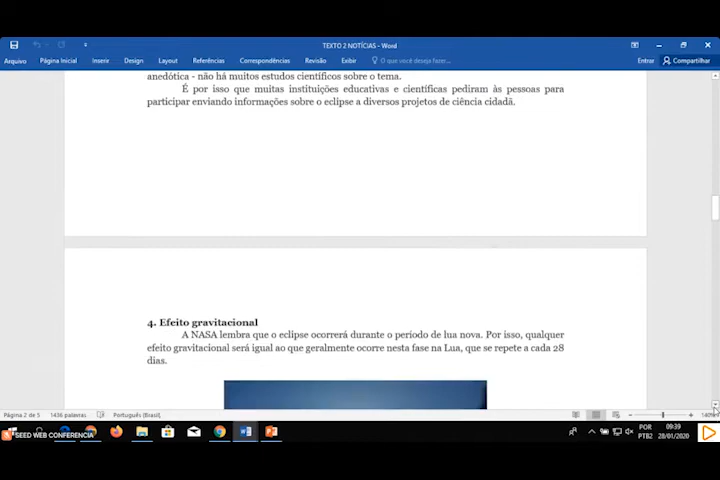 TEXTO 2 NOTÍCIAS - Word
Arquivo Página Inicial Inserir Design Layout Referências Correspondências Revisão Exibir O que você deseja fazer... Entrar Compartilhar
anedótica - não há muitos estudos científicos sobre o tema.
É por isso que muitas instituições educativas e científicas pediram às pessoas para
participar enviando informações sobre o eclipse a diversos projetos de ciência cidadã.
4. Efeito gravitacional
A NASA lembra que o eclipse ocorrerá durante o período de lua nova. Por isso, qualquer
efeito gravitacional será igual ao que geralmente ocorre nesta fase na Lua, que se repete a cada 28
dias.
Página 2 de 5 1436 palavras Português (Brasil)
SEED WEB CONFERENCIA
POR 09:39
PTB2 28/01/2020